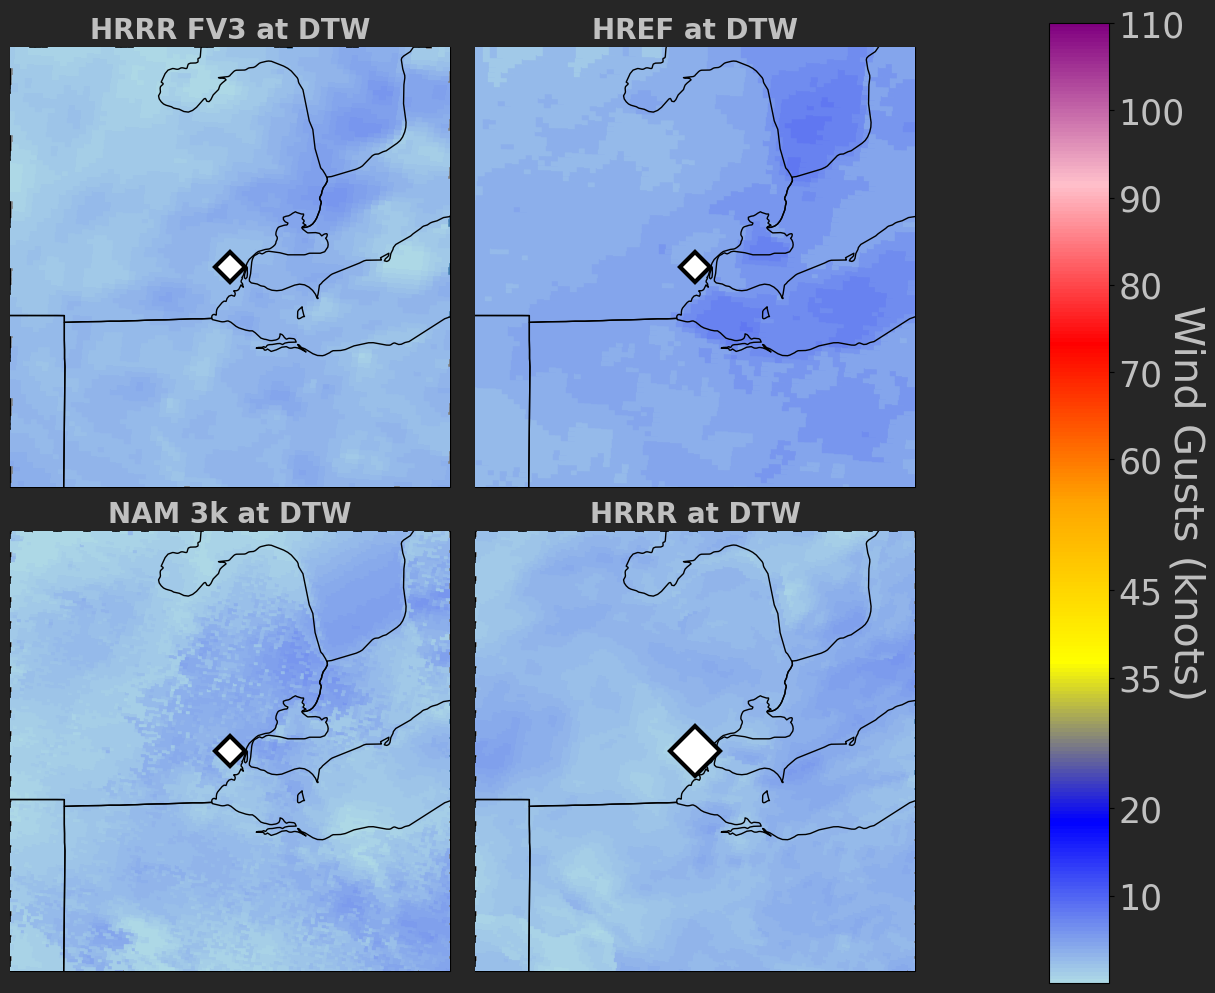 HRRR FV3 at DTW
HREF at DTW
NAM 3k at DTW
HRRR at DTW
110
100
90
80
70
60
45
35
20
10
Wind Gusts (knots)